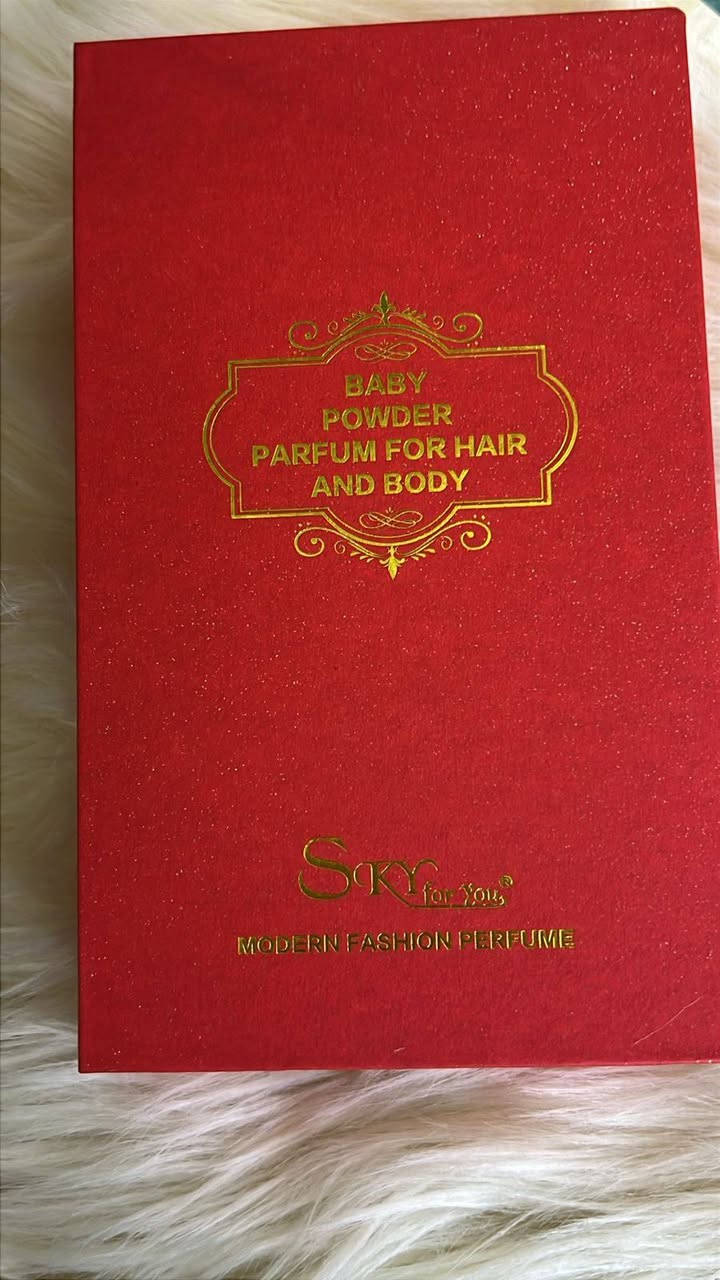 BABY
POWDER
PARFUM FOR HAIR
AND BODY
SKY for you®
MODERN FASHION PERFUME